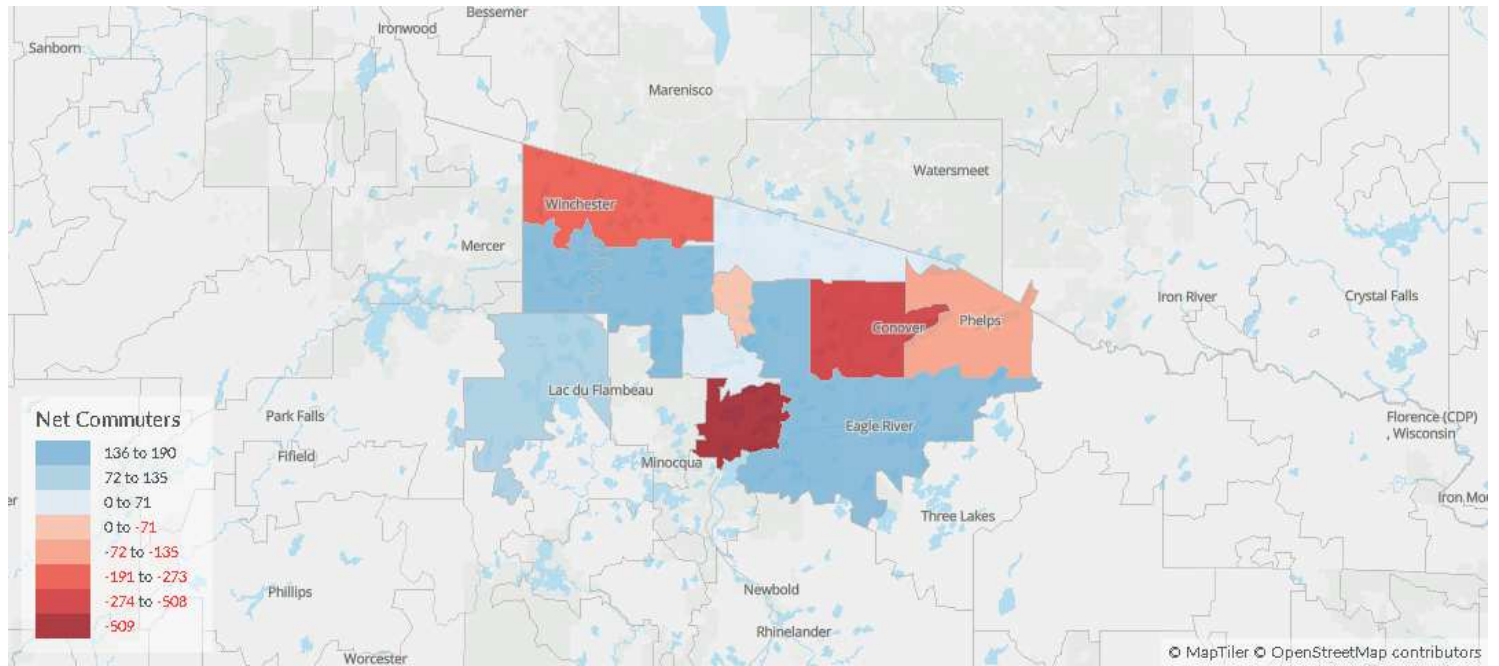 Bessemer
Ironwood
Sanborn
Marenisco
Watersmeet
Winchester
Mercer
Iron River
Crystal Falls
Phelps
Conover
Lac du Flambeau
Net Commuters
136 to 190
72 to 135
0 to 71
0 to -71
-72 to -135
-191 to -273
-274 to -508
-509
Park Falls
Fifield
Eagle River
Florence (CDP)
, Wisconsin
Minocqua
Iron Mou
Three Lakes
Phillips
Newbold
Rhinelander
Worcester
er
© MapTiler © OpenStreetMap contributors